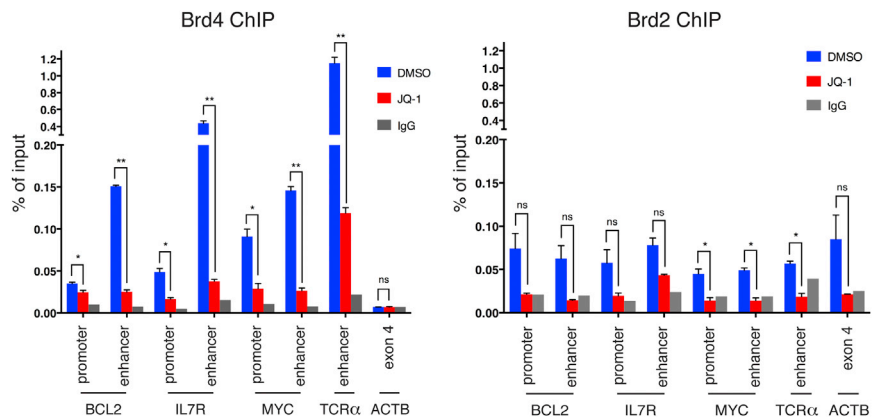 Brd4 ChIP
% of input
1.2
1.0
0.8
0.6
0.4
0.20
0.15
0.10
0.05
0.00
DMSO
JQ-1
IgG
* ** * ** * ** ** ns
promoter enhancer promoter enhancer promoter enhancer enhancer exon 4
BCL2 IL7R MYC TCRα ACTB
Brd2 ChIP
% of input
1.2
1.0
0.8
0.6
0.4
0.20
0.15
0.10
0.05
0.00
DMSO
JQ-1
IgG
ns ns ns ns * * * ns
promoter enhancer promoter enhancer promoter enhancer enhancer exon 4
BCL2 IL7R MYC TCRα ACTB